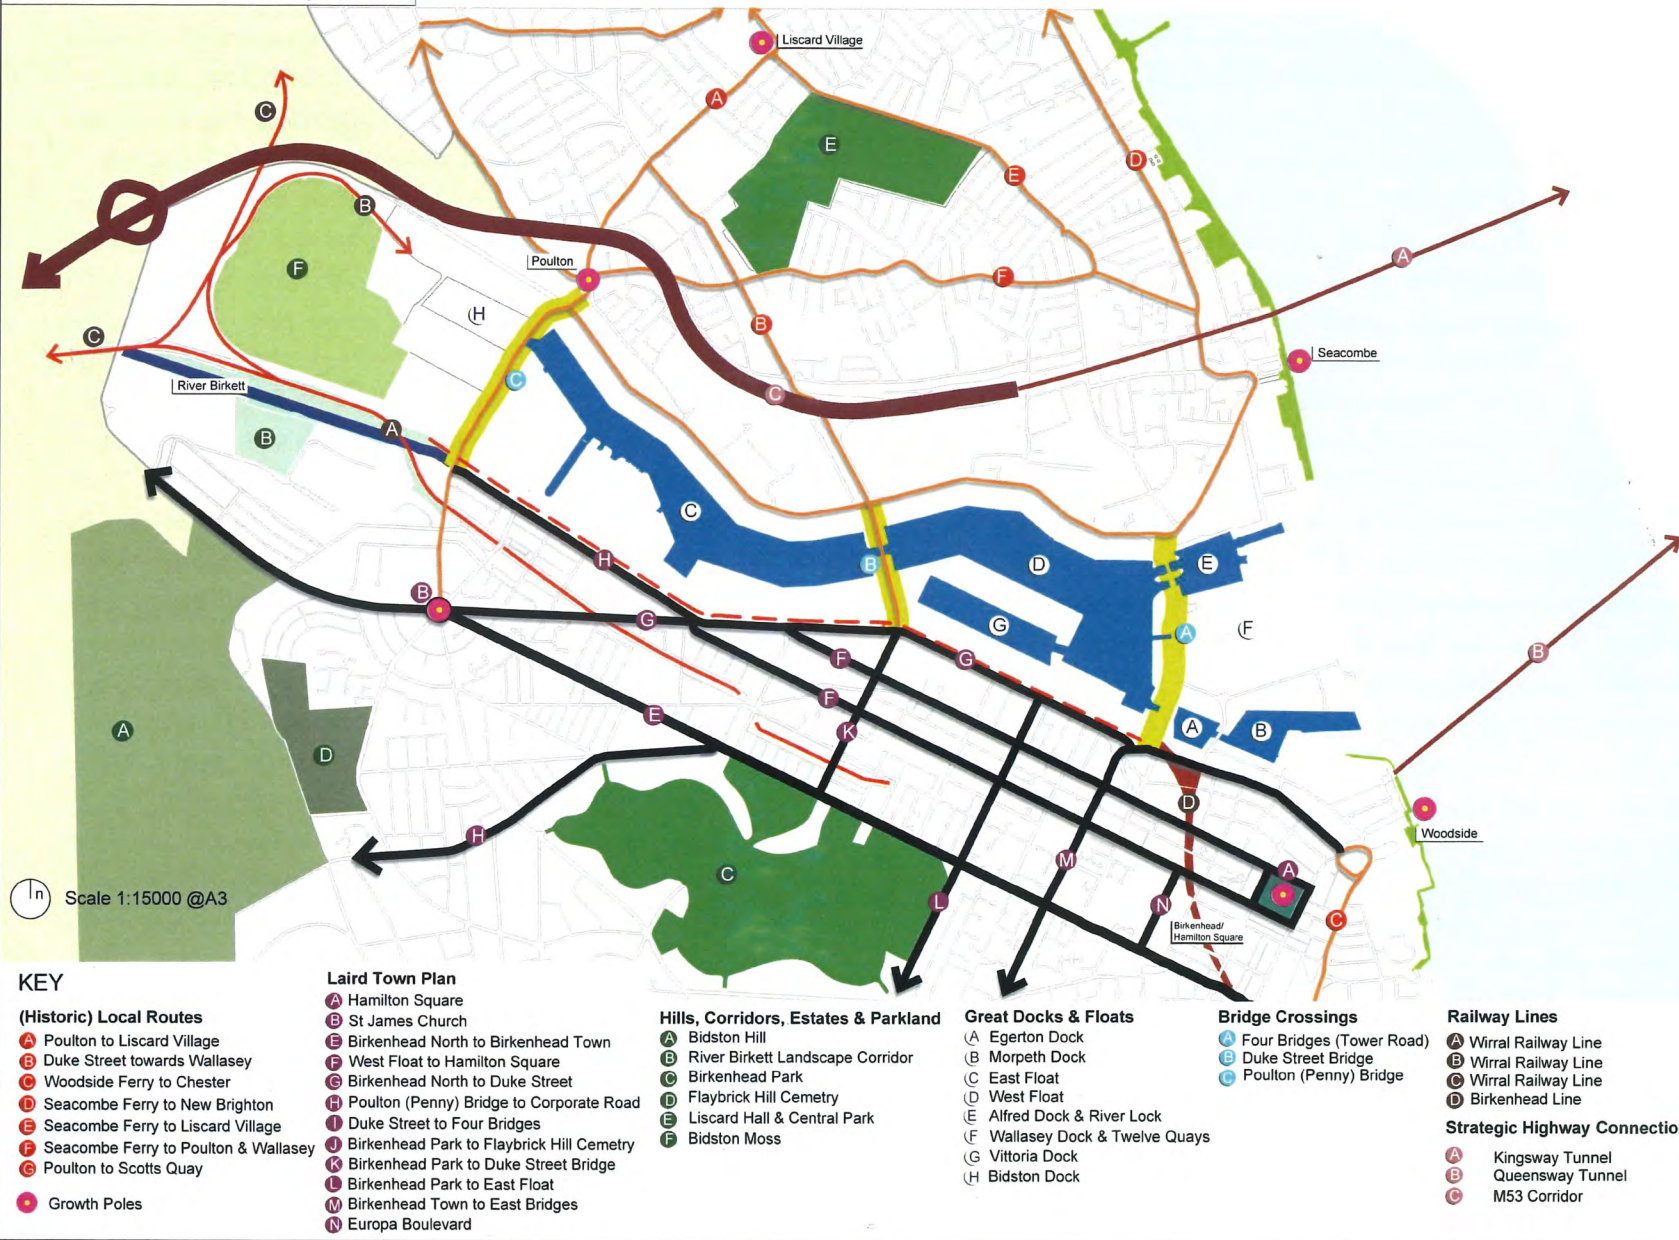 Liscard Village
A
C
E
E
D
B
A
F
Poulton
F
H
B
C
Seacombe
C
River Birkett
C
A
B
C
H
B
D
E
B
G
A
F
B
F
G
F
E
K
A
B
A
D
D
H
M
A
C
L
N
C
Woodside
Birkenhead/
Hamilton Square
n
Scale 1:15000 @A3
KEY
(Historic) Local Routes
A Poulton to Liscard Village
B Duke Street towards Wallasey
C Woodside Ferry to Chester
D Seacombe Ferry to New Brighton
E Seacombe Ferry to Liscard Village
F Seacombe Ferry to Poulton & Wallasey
G Poulton to Scotts Quay
Growth Poles
Laird Town Plan
A Hamilton Square
B St James Church
E Birkenhead North to Birkenhead Town
F West Float to Hamilton Square
G Birkenhead North to Duke Street
H Poulton (Penny) Bridge to Corporate Road
I Duke Street to Four Bridges
J Birkenhead Park to Flaybrick Hill Cemetry
K Birkenhead Park to Duke Street Bridge
L Birkenhead Park to East Float
M Birkenhead Town to East Bridges
N Europa Boulevard
Hills, Corridors, Estates & Parkland
A Bidston Hill
B River Birkett Landscape Corridor
C Birkenhead Park
D Flaybrick Hill Cemetery
E Liscard Hall & Central Park
F Bidston Moss
Great Docks & Floats
A Egerton Dock
B Morpeth Dock
C East Float
D West Float
E Alfred Dock & River Lock
F Wallasey Dock & Twelve Quays
G Vittoria Dock
H Bidston Dock
Bridge Crossings
A Four Bridges (Tower Road)
B Duke Street Bridge
C Poulton (Penny) Bridge
Railway Lines
A Wirral Railway Line
B Wirral Railway Line
C Wirral Railway Line
D Birkenhead Line
Strategic Highway Connectio
A Kingsway Tunnel
B Queensway Tunnel
C M53 Corridor